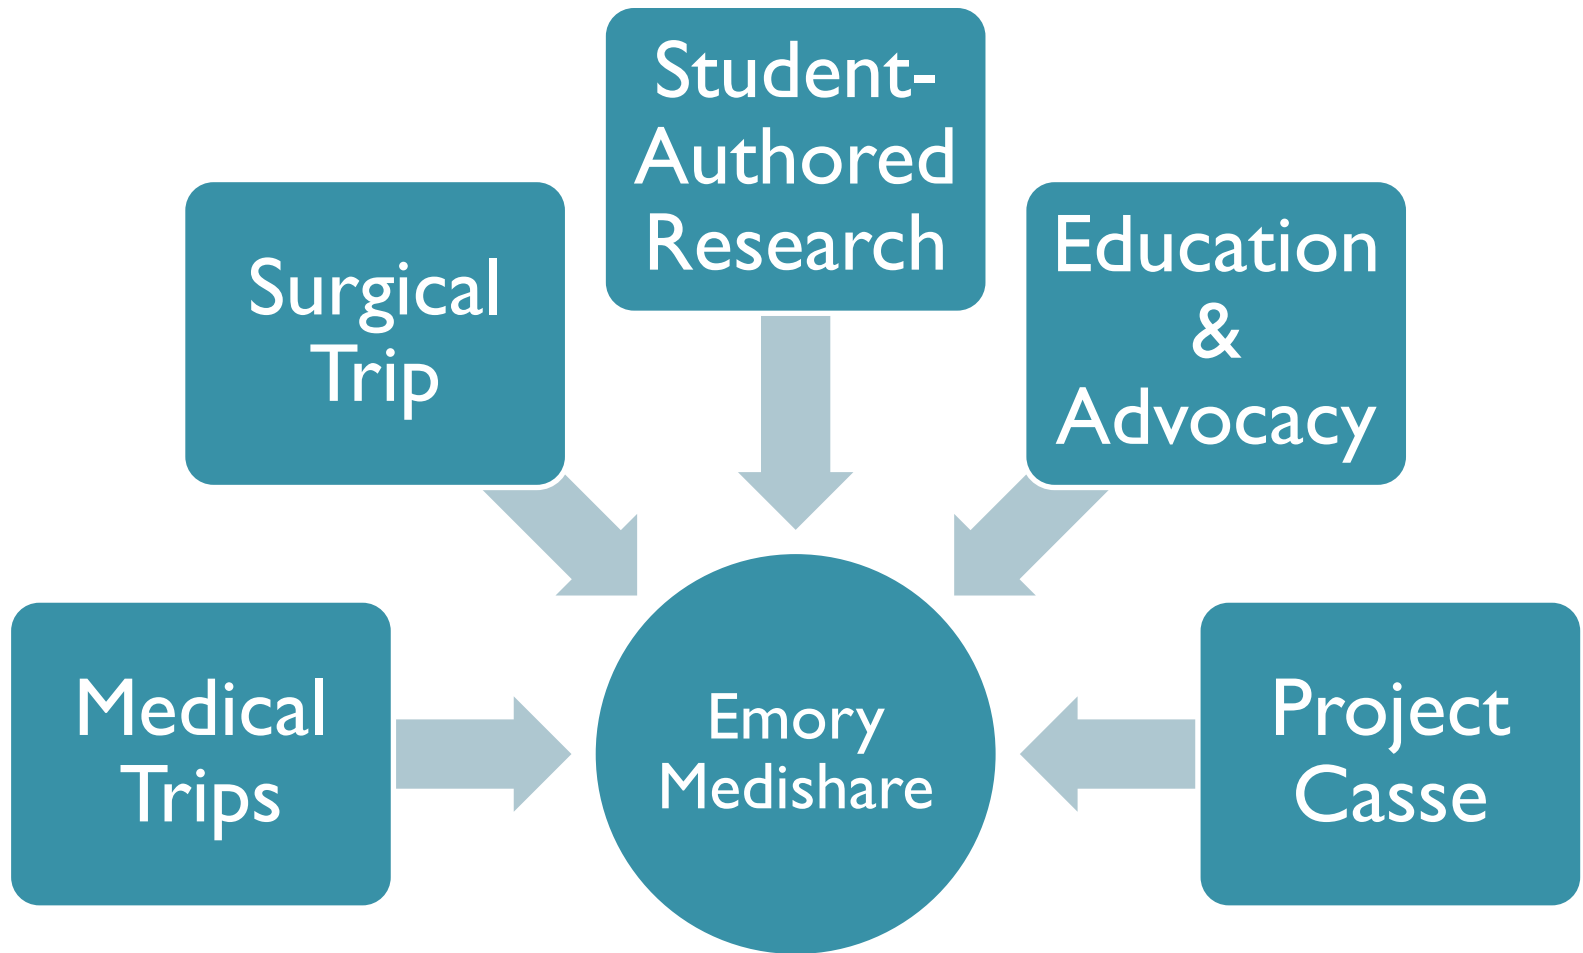 Student-
Authored
Research
Surgical
Trip
Education
&
Advocacy
Medical
Trips
Emory
Medishare
Project
Casse